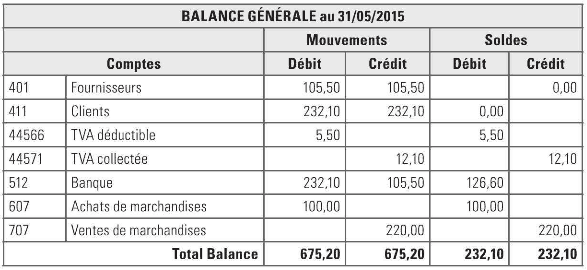 BALANCE GÉNÉRALE au 31/05/2015
Mouvements Soldes
Comptes Débit Crédit Débit Crédit
401 Fournisseurs 105,50 105,50 0,00
411 Clients 232,10 232,10 0,00
44566 TVA déductible 5,50 5,50
44571 TVA collectée 12,10 12,10
512 Banque 232,10 105,50 126,60
607 Achats de marchandises 100,00 100,00
707 Ventes de marchandises 220,00 220,00
Total Balance 675,20 675,20 232,10 232,10